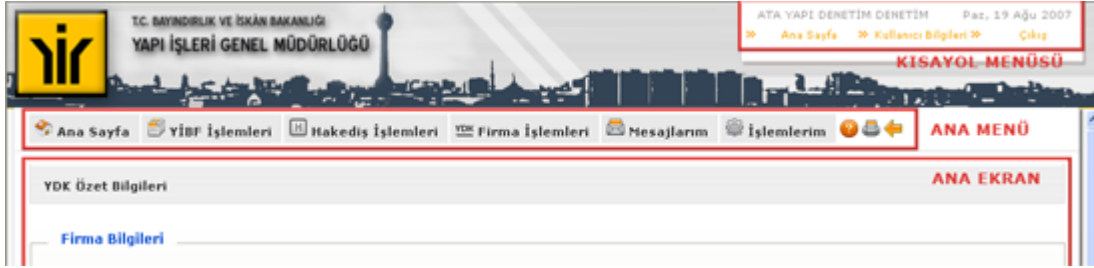 T.C. BAYINDIRLIK VE İSKÂN BAKANLIĞI
YAPI İŞLERİ GENEL MÜDÜRLÜĞÜ
yir
ATA YAPI DENETİM DENETİM Paz, 19 Ağu 2007
» Ana Sayfa » Kullanıcı Bilgileri » Çıkış
KISAYOL MENÜSÜ
Ana Sayfa YİBF İşlemleri H Hakediş İşlemleri YDK Firma İşlemleri Mesajlarım İşlemlerim ? ANA MENÜ
YDK Özet Bilgileri ANA EKRAN
Firma Bilgileri